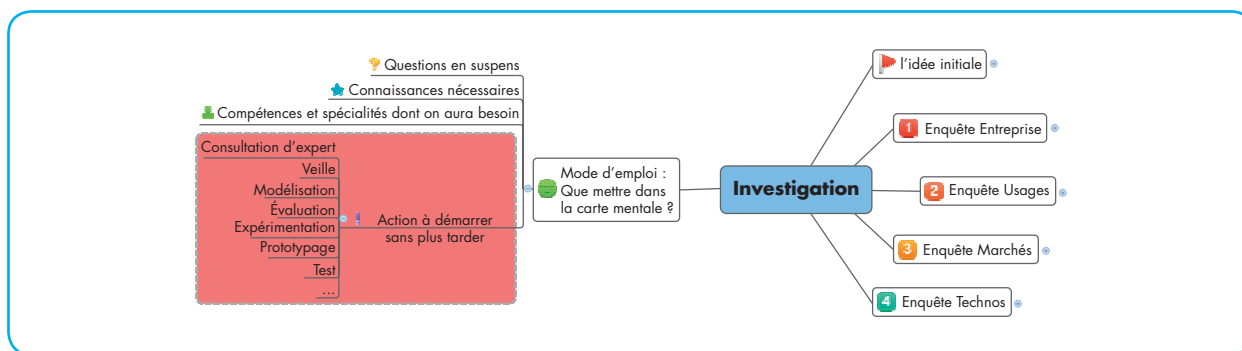 Questions en suspens
Connaissances nécessaires
Compétences et spécialités dont on aura besoin
Consultation d'expert
Veille
Modélisation
Évaluation
Expérimentation
Prototypage
Test
...
Action à démarrer
sans plus tarder
Mode d'emploi :
Que mettre dans
la carte mentale ?
Investigation
l'idée initiale
1 Enquête Entreprise
2 Enquête Usages
3 Enquête Marchés
4 Enquête Technos